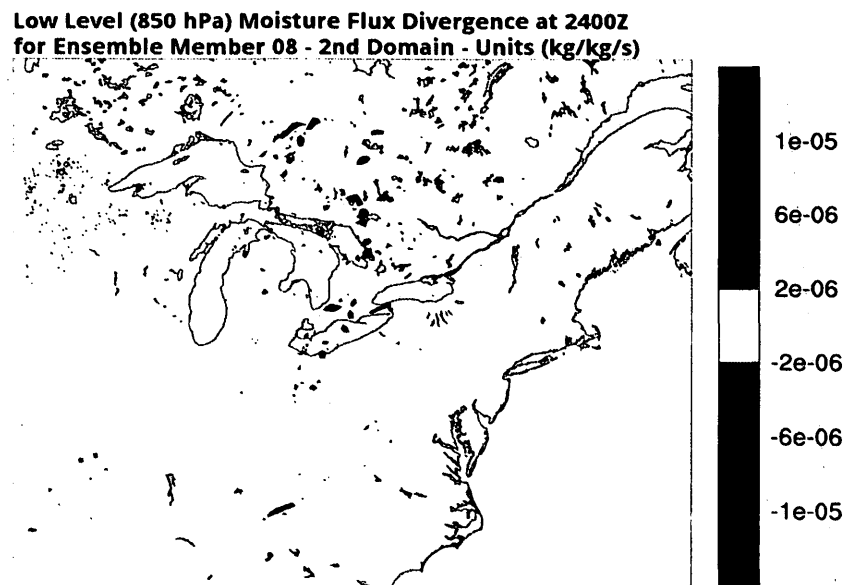 Low Level (850 hPa) Moisture Flux Divergence at 2400Z
for Ensemble Member 08 - 2nd Domain - Units (kg/kg/s)
1e-05
6e-06
2e-06
-2e-06
-6e-06
-1e-05